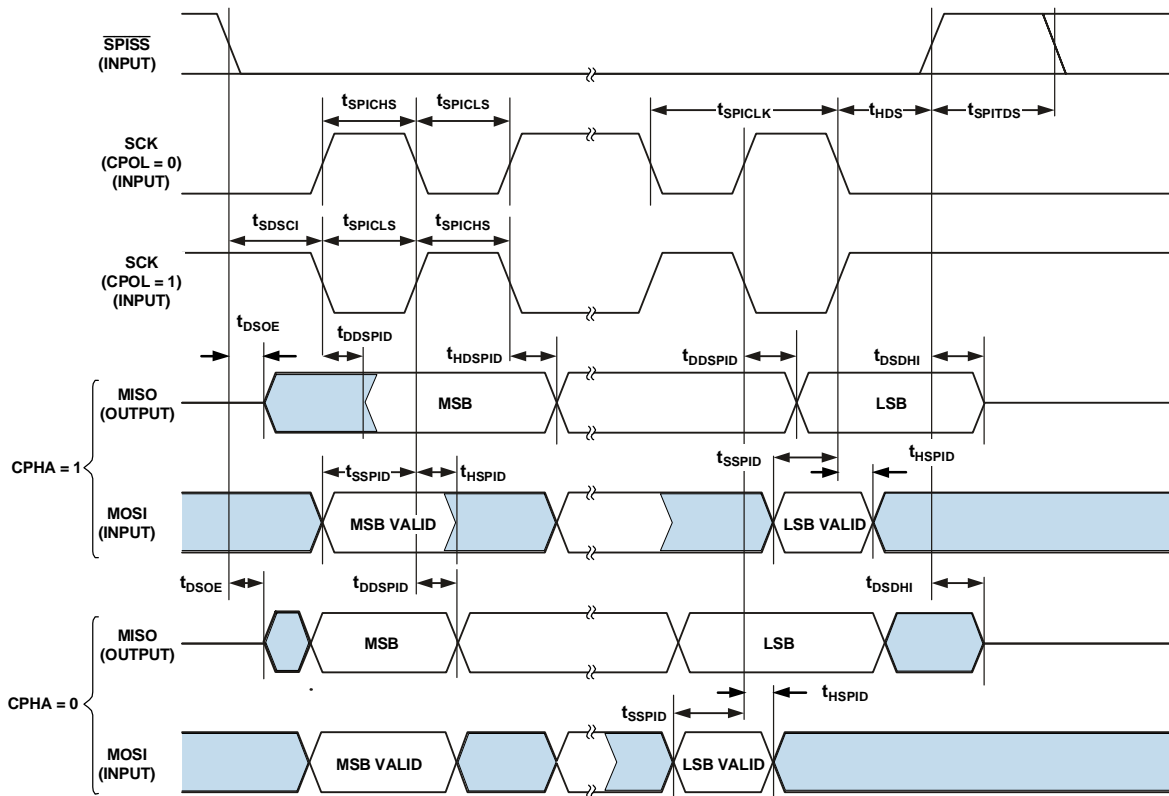 SPISS
(INPUT)
tSPICHS tSPICLS tSPICLK tHDS tSPITDS
SCK
(CPOL = 0)
(INPUT)
tSDSCI tSPICLS tSPICHS
SCK
(CPOL = 1)
(INPUT)
tDSOE tDDSPID tHDSPID tDDSPID tDSDHI
MISO
(OUTPUT)
MSB LSB
CPHA = 1
tSSPID tHSPID tSSPID tHSPID
MOSI
(INPUT)
MSB VALID LSB VALID
tDSOE tDDSPID tDSDHI
MISO
(OUTPUT)
MSB LSB
CPHA = 0
tSSPID tHSPID
MOSI
(INPUT)
MSB VALID LSB VALID